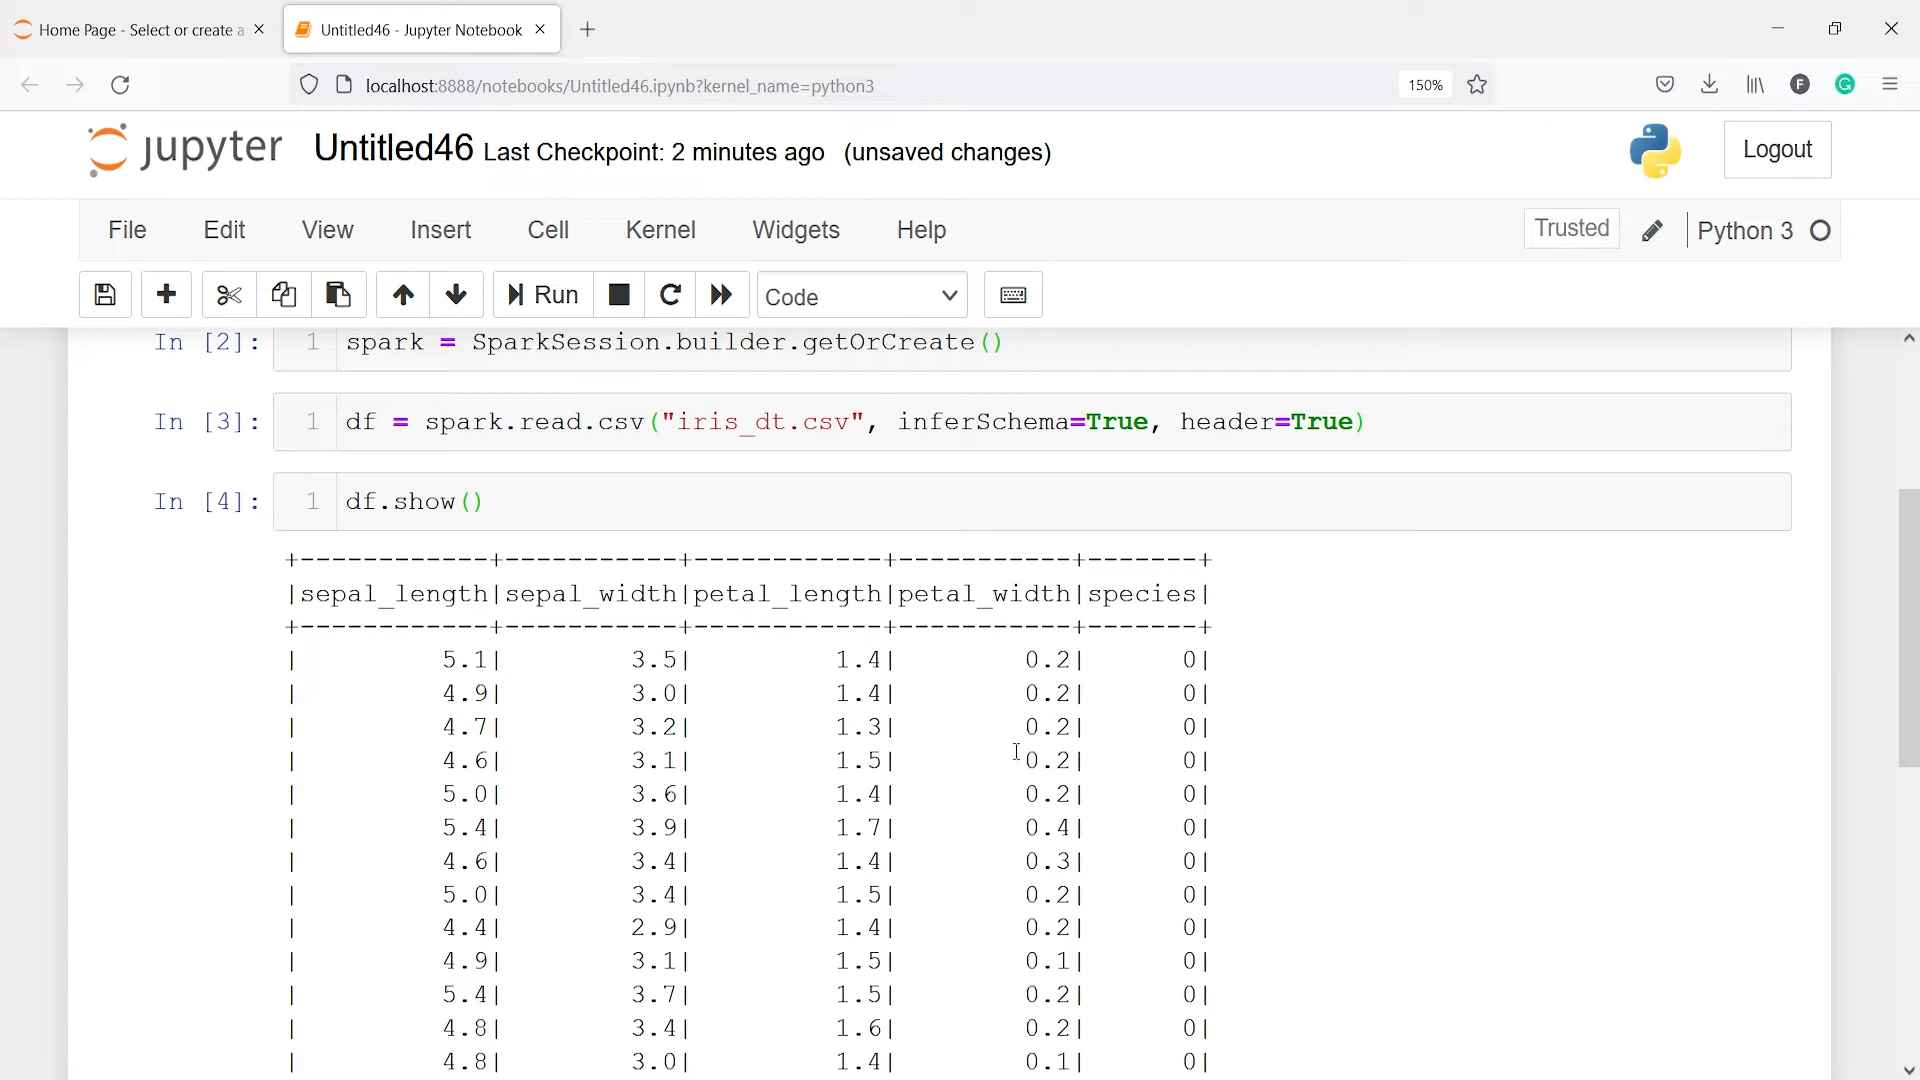 Home Page - Select or create a
Untitled46 - Jupyter Notebook
localhost:8888/notebooks/Untitled46.ipynb?kernel_name=python3
150%
F
G
jupyter Untitled46 Last Checkpoint: 2 minutes ago (unsaved changes)
Logout
File Edit View Insert Cell Kernel Widgets Help
Trusted
Python 3
Run
Code
In [2]: 1 spark = SparkSession.builder.getOrCreate()
In [3]: 1 df = spark.read.csv("iris_dt.csv", inferSchema=True, header=True)
In [4]: 1 df.show()
+------------+-----------+------------+-----------+-------+
|sepal_length|sepal_width|petal_length|petal_width|species|
+------------+-----------+------------+-----------+-------+
|         5.1|        3.5|         1.4|        0.2|      0|
|         4.9|        3.0|         1.4|        0.2|      0|
|         4.7|        3.2|         1.3|        0.2|      0|
|         4.6|        3.1|         1.5|        0.2|      0|
|         5.0|        3.6|         1.4|        0.2|      0|
|         5.4|        3.9|         1.7|        0.4|      0|
|         4.6|        3.4|         1.4|        0.3|      0|
|         5.0|        3.4|         1.5|        0.2|      0|
|         4.4|        2.9|         1.4|        0.2|      0|
|         4.9|        3.1|         1.5|        0.1|      0|
|         5.4|        3.7|         1.5|        0.2|      0|
|         4.8|        3.4|         1.6|        0.2|      0|
|         4.8|        3.0|         1.4|        0.1|      0|